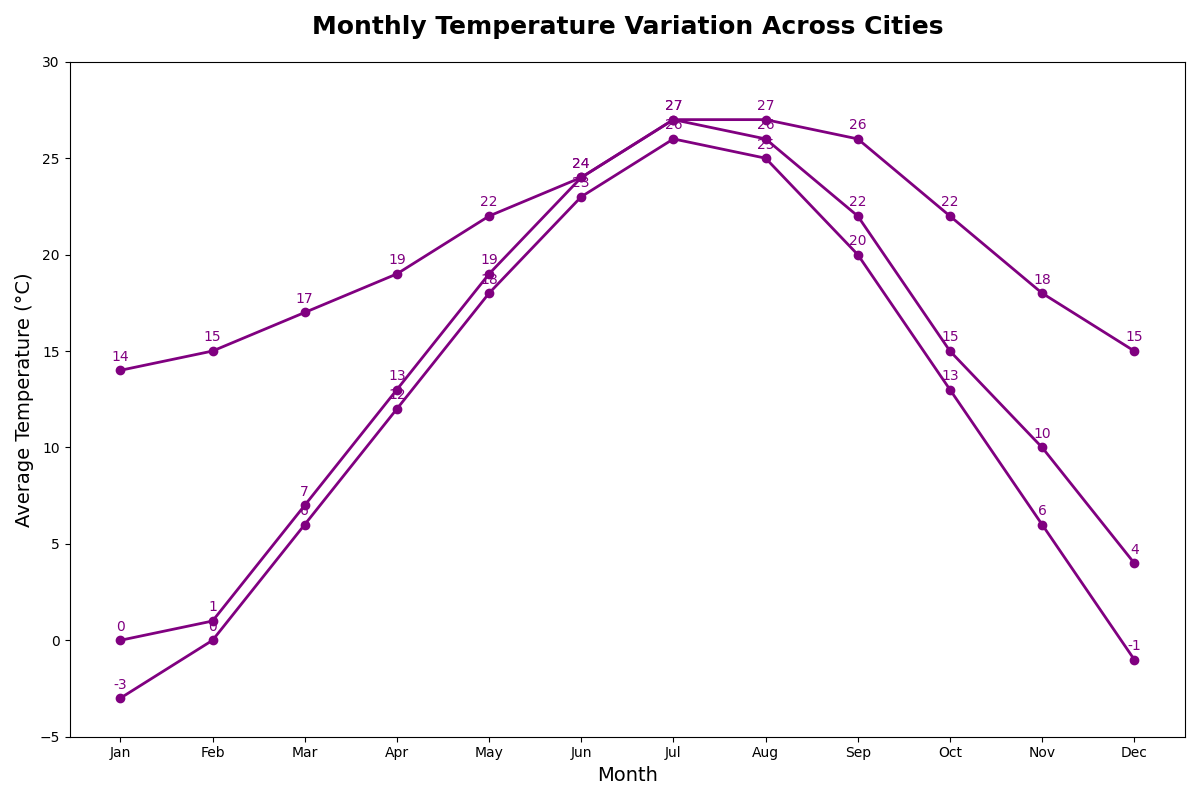 Monthly Temperature Variation Across Cities
30
25
20
15
10
5
0
−5
Average Temperature (°C)
14 15 17 19 22 24 27 27 26 22 18 15
0 1 7 13 19 24 27 26 22 15 10 4
-3 0 6 12 18 23 26 25 20 13 6 -1
Jan Feb Mar Apr May Jun Jul Aug Sep Oct Nov Dec
Month